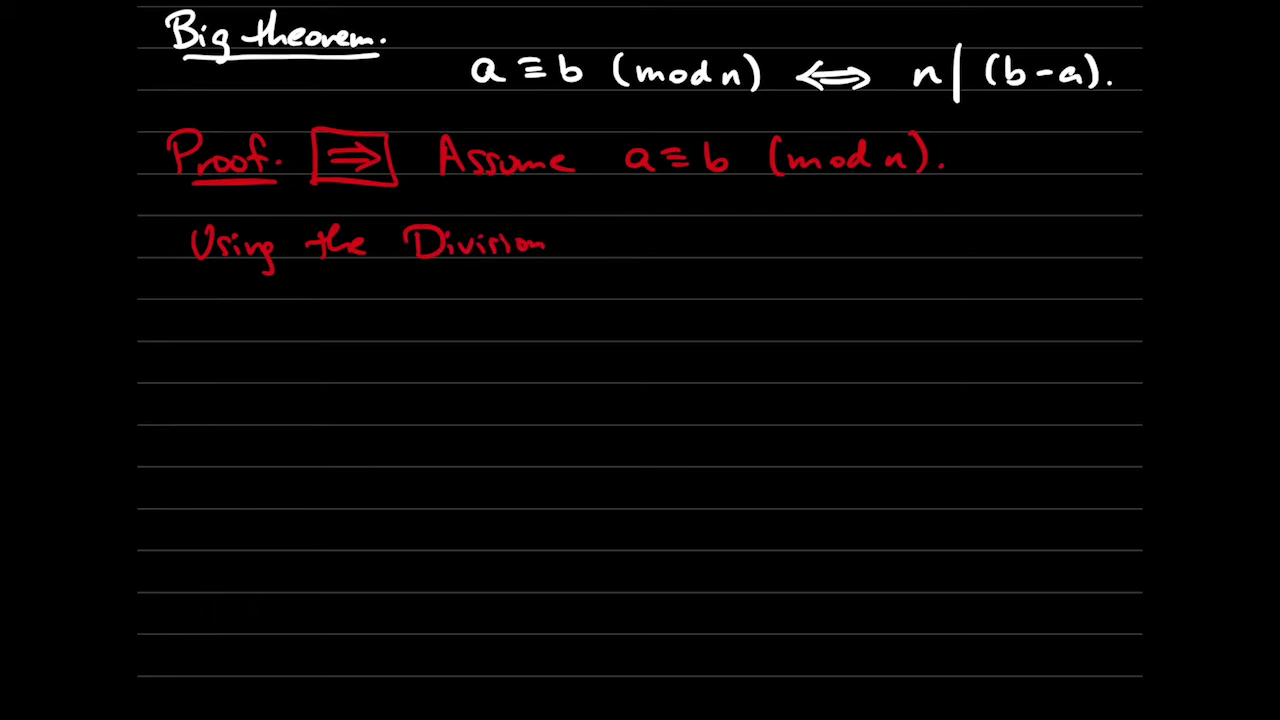 Big theorem.
a ≡ b (mod n) ⟺ n | (b-a).
Proof. ⇒ Assume a ≡ b (mod n).
Using the Division